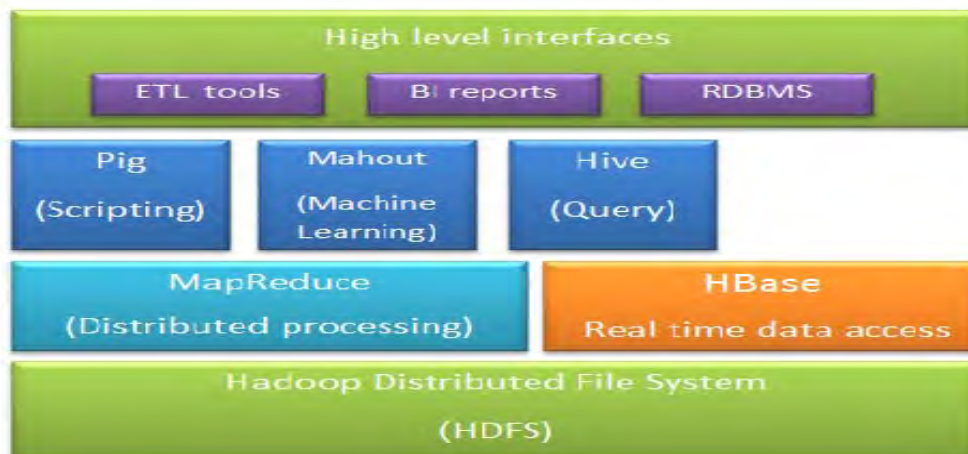 High level interfaces
ETL tools BI reports RDBMS
Pig
(Scripting)
Mahout
(Machine
Learning)
Hive
(Query)
MapReduce
(Distributed processing)
HBase
Real time data access
Hadoop Distributed File System
(HDFS)